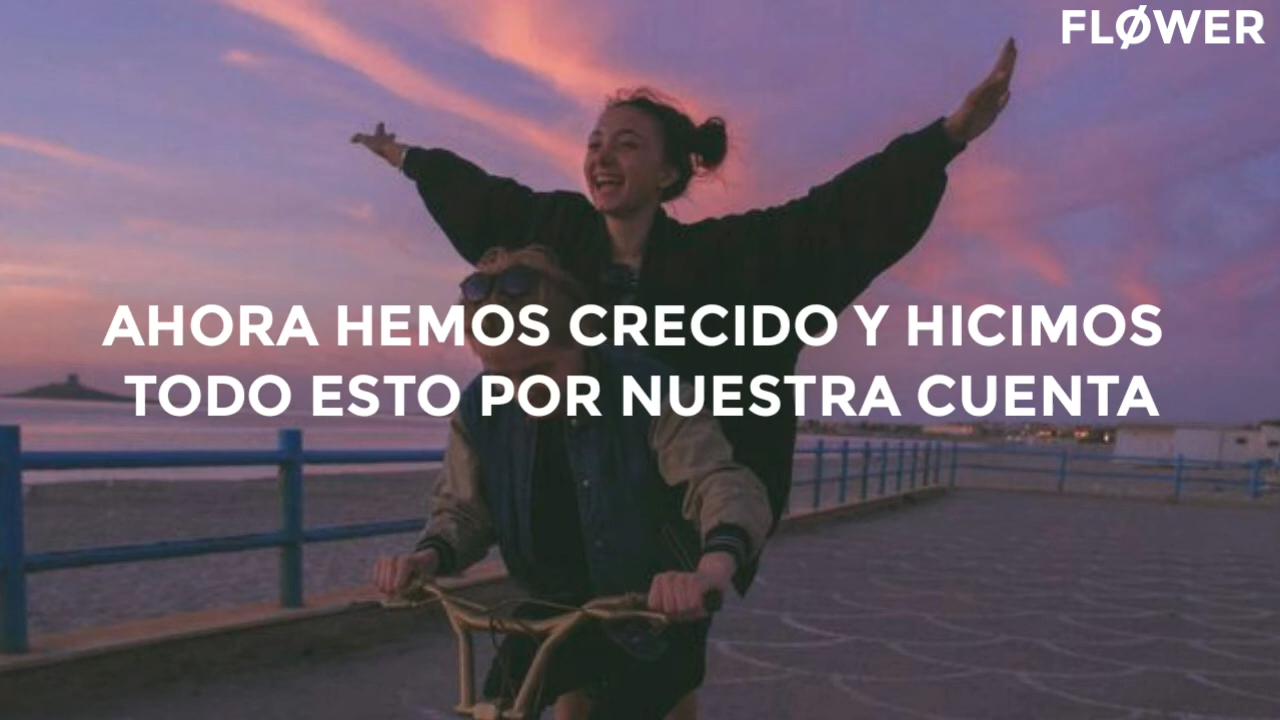 FLØWER
AHORA HEMOS CRECIDO Y HICIMOS
TODO ESTO POR NUESTRA CUENTA